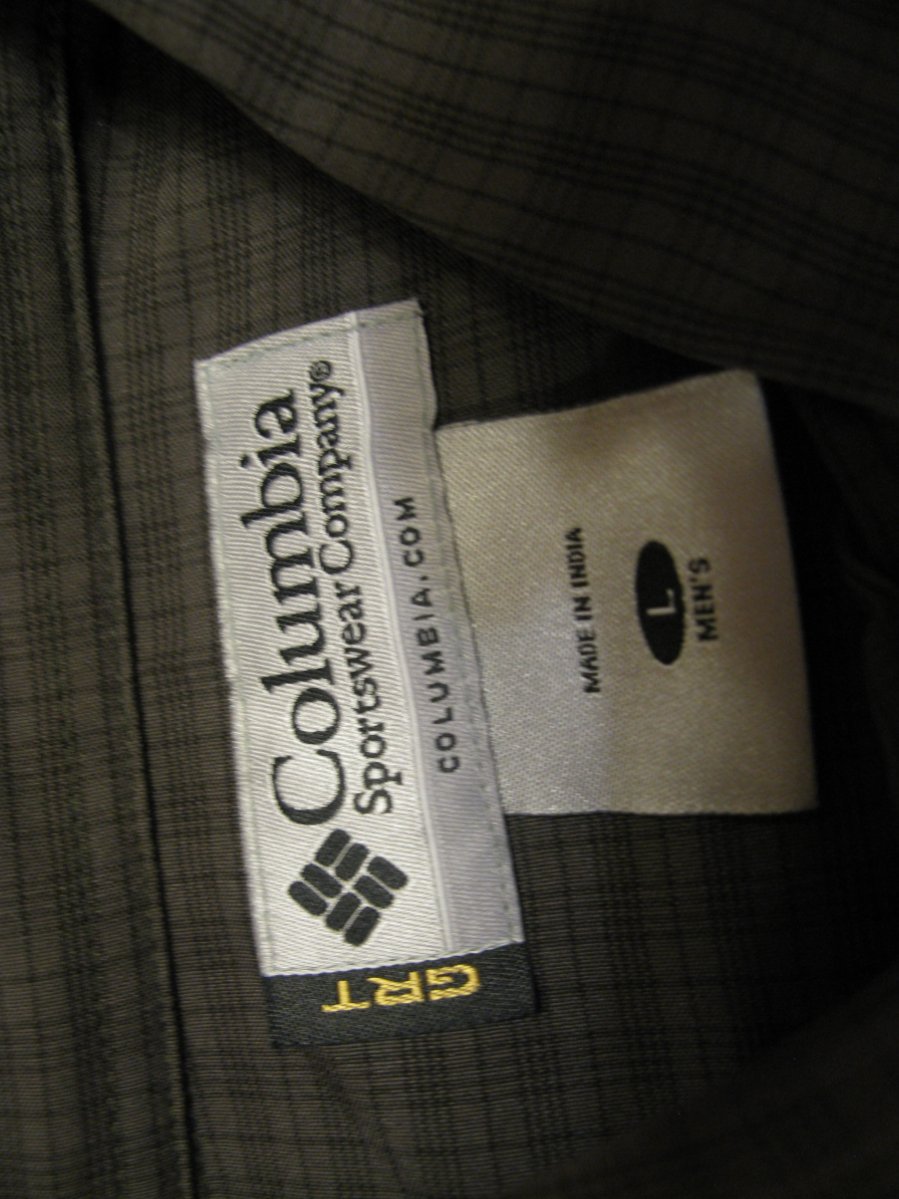 Columbia
Sportswear Company®
COLUMBIA.COM
GRT
MADE IN INDIA
L
MEN'S